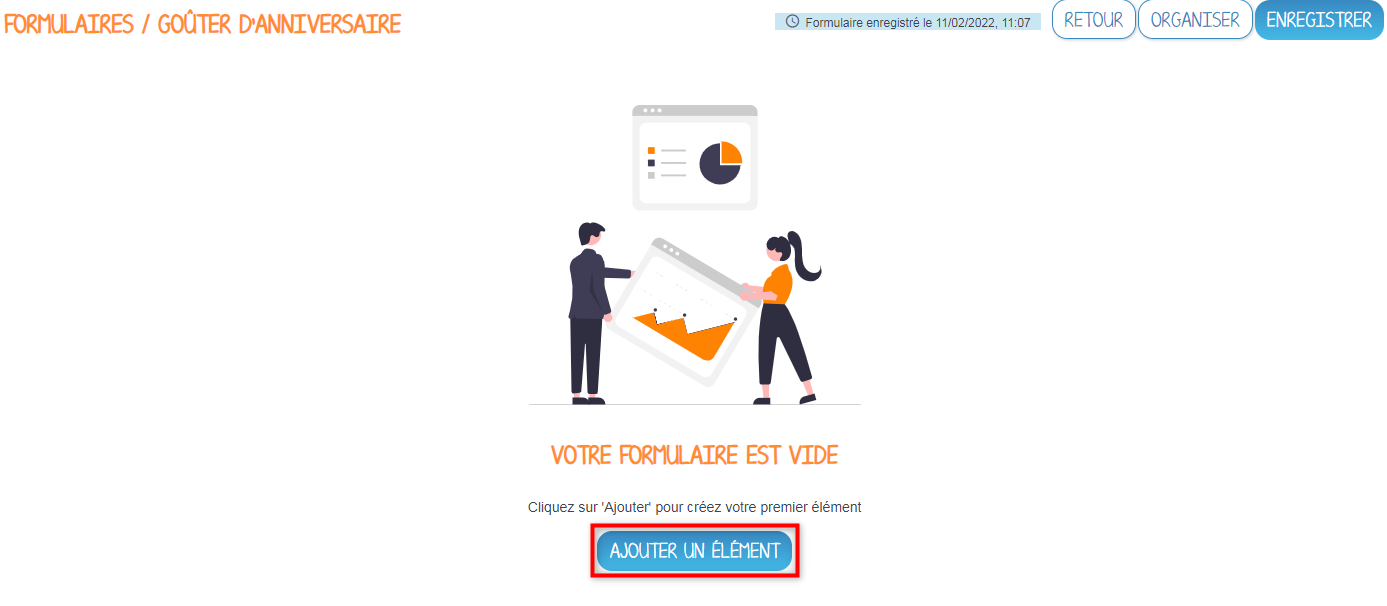 FORMULAIRES / GOÛTER D'ANNIVERSAIRE
Formulaire enregistré le 11/02/2022, 11:07
RETOUR
ORGANISER
ENREGISTRER
VOTRE FORMULAIRE EST VIDE
Cliquez sur 'Ajouter' pour créez votre premier élément
AJOUTER UN ÉLÉMENT